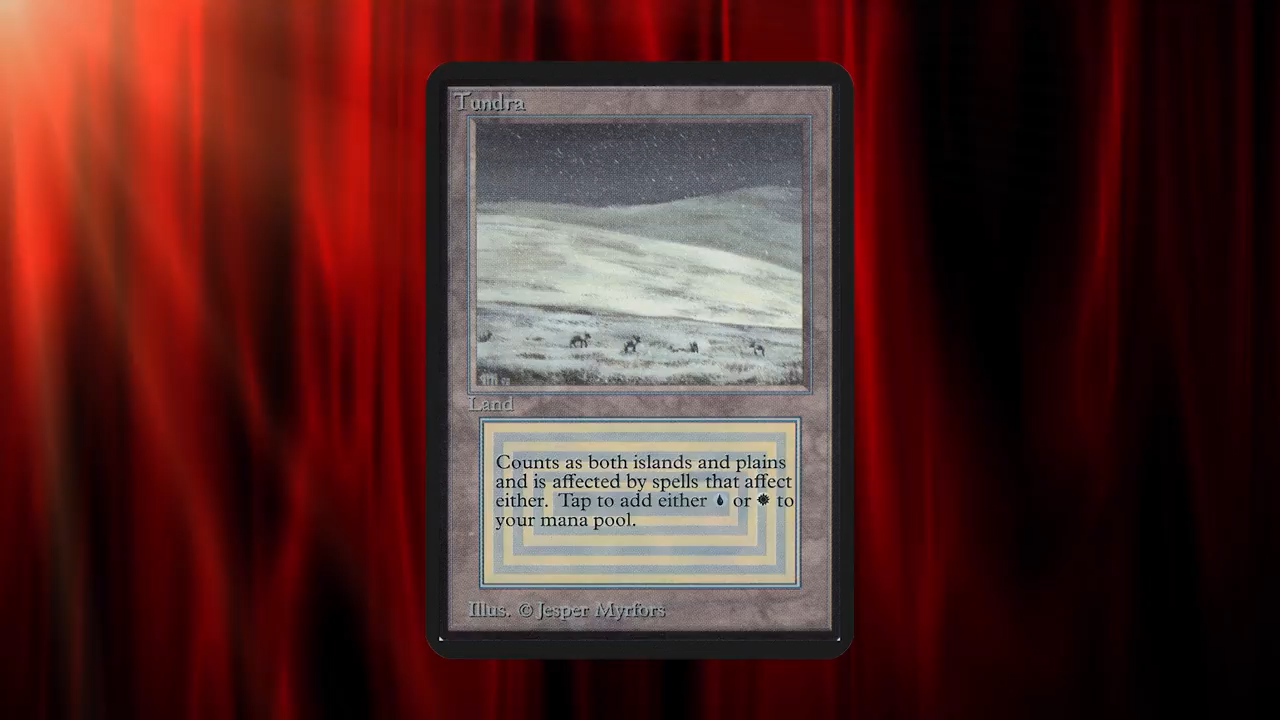 Tundra
Land
Counts as both islands and plains
and is affected by spells that affect
either. Tap to add either or to
your mana pool.
Illus. © Jesper Myrfors